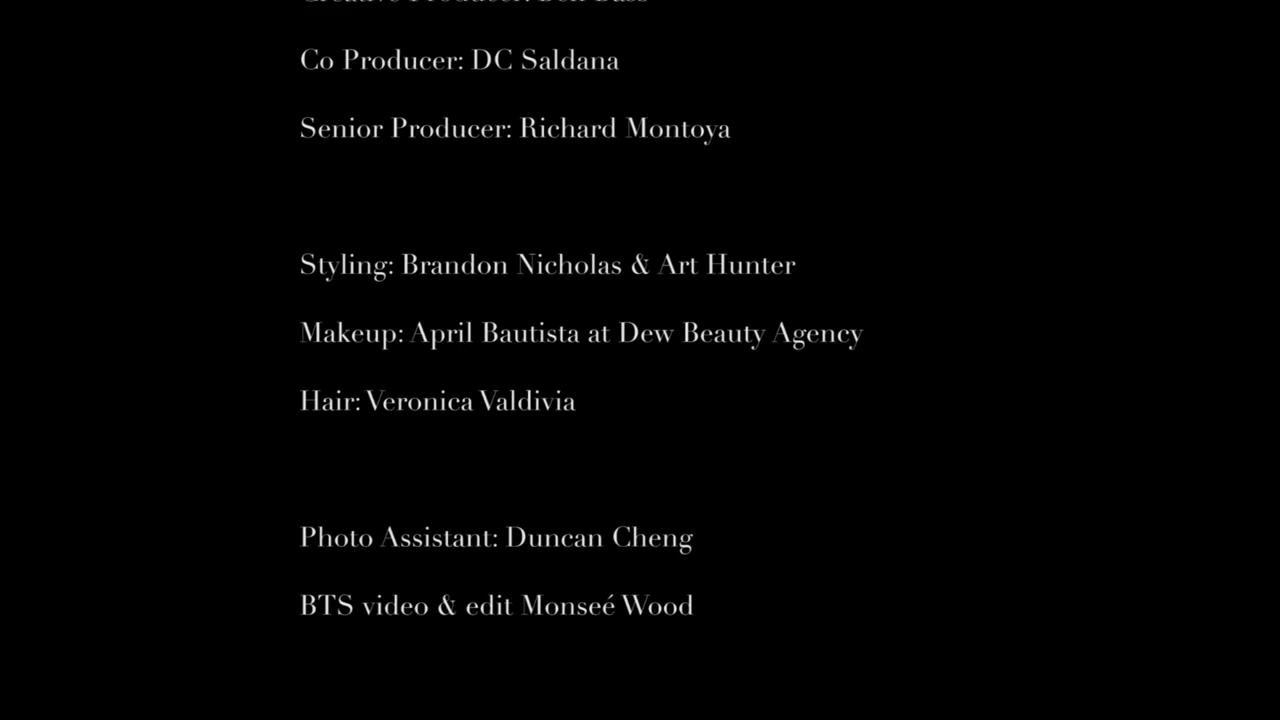 Co Producer: DC Saldana
Senior Producer: Richard Montoya
Styling: Brandon Nicholas & Art Hunter
Makeup: April Bautista at Dew Beauty Agency
Hair: Veronica Valdivia
Photo Assistant: Duncan Cheng
BTS video & edit Monseé Wood